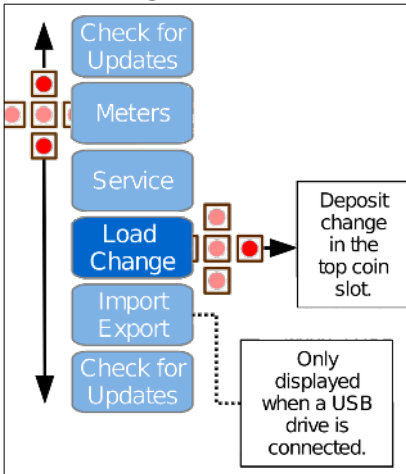 Check for
Updates
Meters
Service
Load
Change
Deposit
change
in the
top coin
slot.
Import
Export
Only
displayed
when a USB
drive is
connected.
Check for
Updates